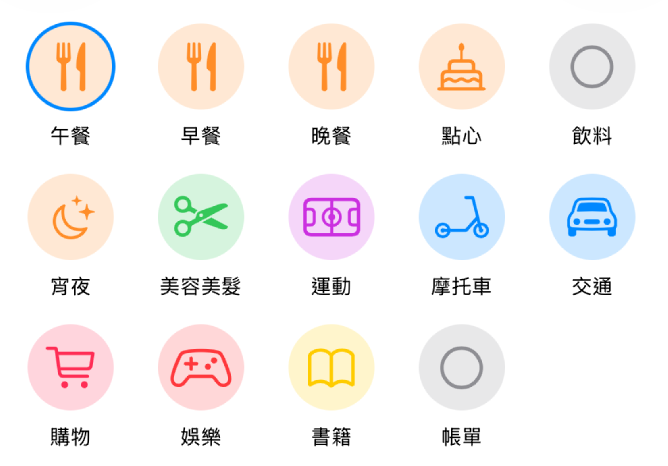 午餐 早餐 晚餐 點心 飲料
宵夜 美容美髮 運動 摩托車 交通
購物 娛樂 書籍 帳單